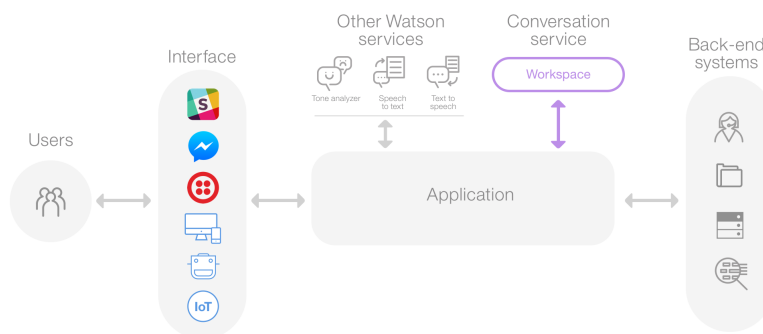 Other Watson
services
Conversation
service
Interface
Back-end
systems
Workspace
Tone analyzer
Speech
to text
Text to
speech
Users
S
Application
IoT